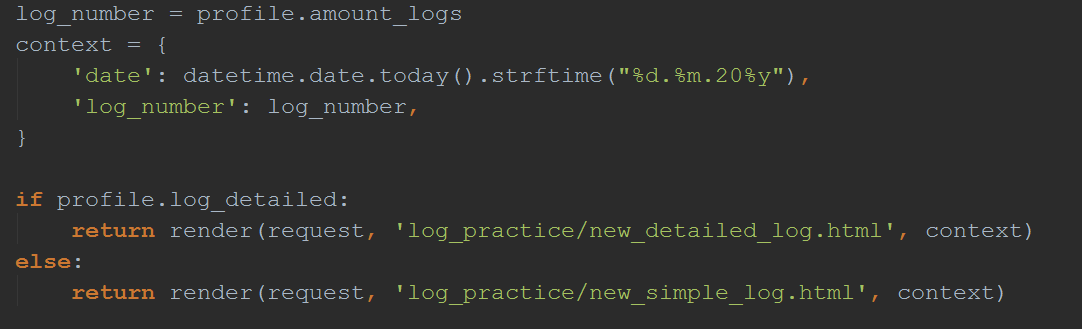 log_number = profile.amount_logs
context = {
    'date': datetime.date.today().strftime("%d.%m.20%y"),
    'log_number': log_number,
}
if profile.log_detailed:
    return render(request, 'log_practice/new_detailed_log.html', context)
else:
    return render(request, 'log_practice/new_simple_log.html', context)